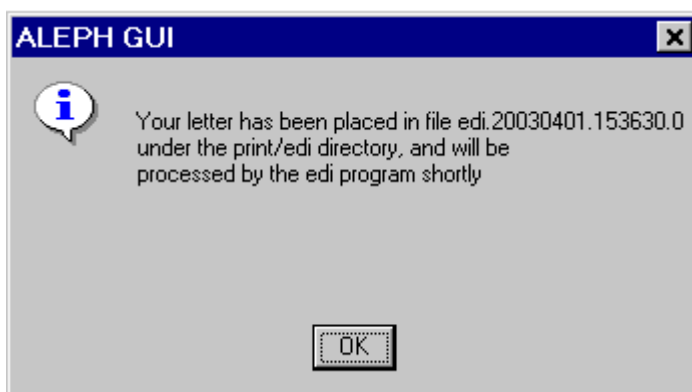 ALEPH GUI
Your letter has been placed in file edi.20030401.153630.0
under the print/edi directory, and will be
processed by the edi program shortly
OK